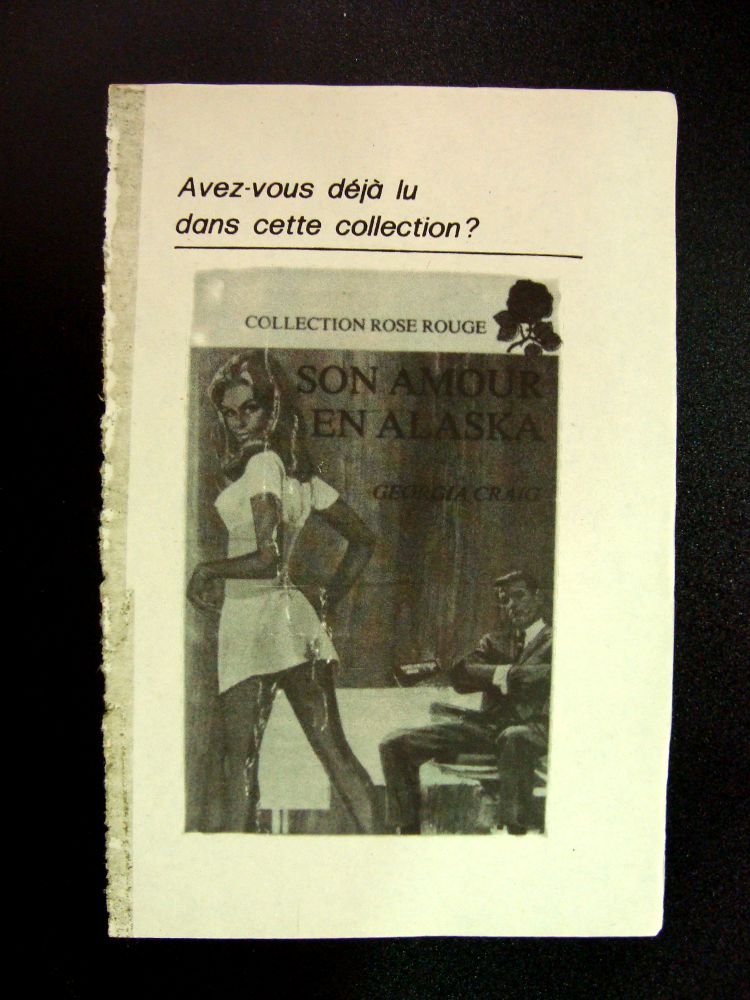 Avez-vous déjà lu
dans cette collection?
COLLECTION ROSE ROUGE
SON AMOUR
EN ALASKA
GEORGIA CRAIG